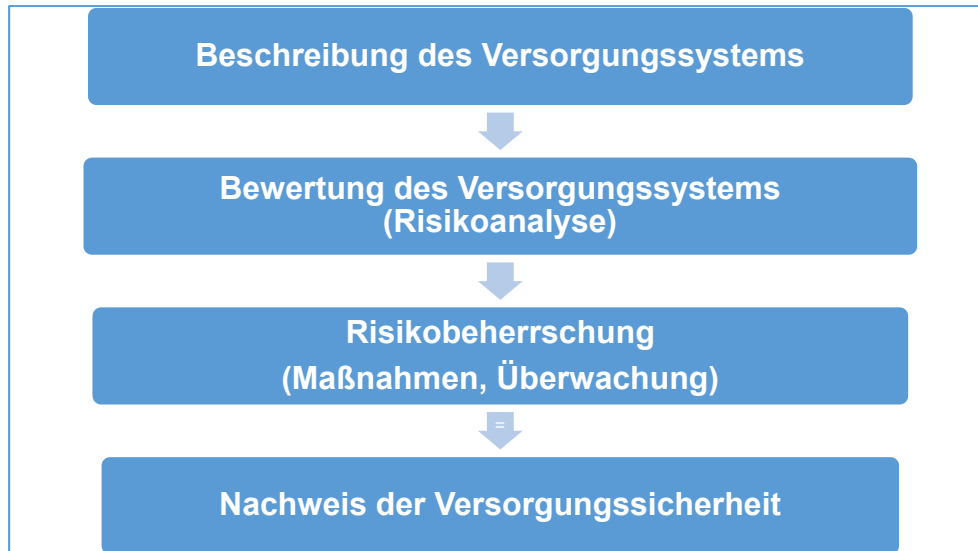 Beschreibung des Versorgungssystems
Bewertung des Versorgungssystems
(Risikoanalyse)
Risikobeherrschung
(Maßnahmen, Überwachung)
=
Nachweis der Versorgungssicherheit